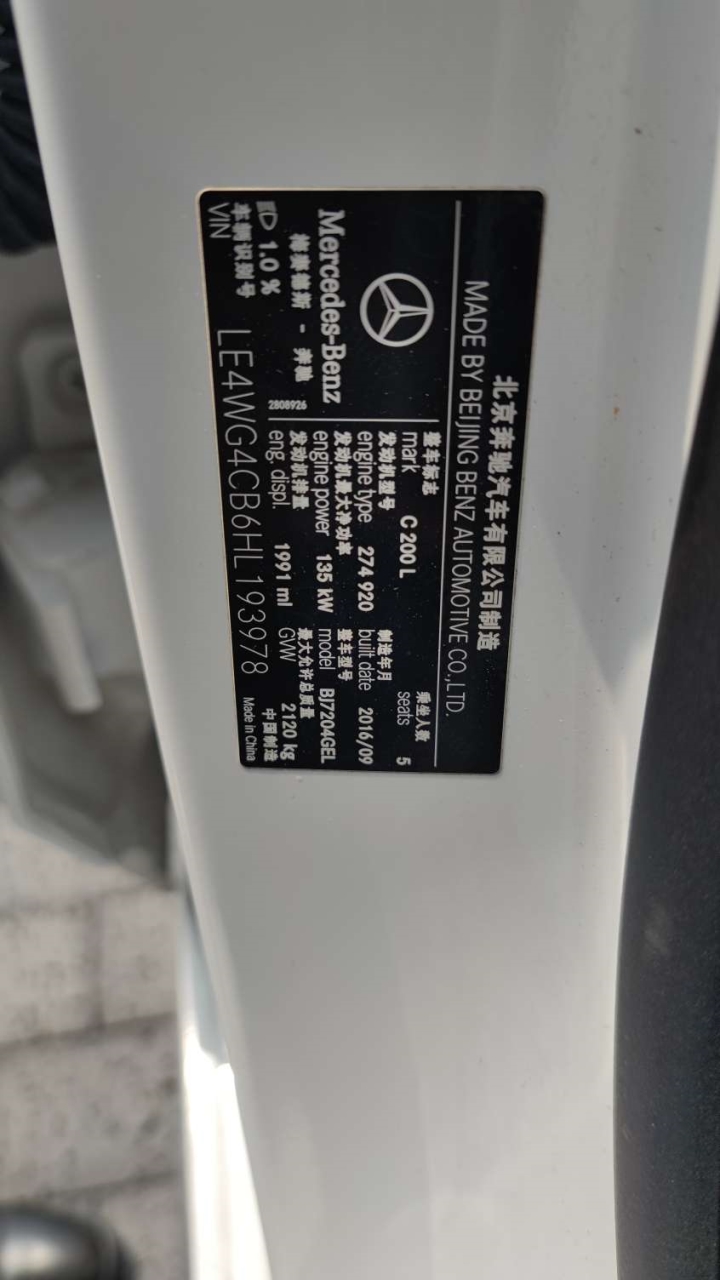 北京奔驰汽车有限公司制造
MADE BY BEIJING BENZ AUTOMOTIVE CO.,LTD.
乘坐人数
seats 5
整车标志
mark C 200 L
制造年月
built date 2016/09
发动机型号
engine type 274 920
整车型号
model BJ7204GEL
发动机最大净功率
engine power 135 kW
最大允许总质量
GVW 2120 kg
发动机排量
eng. displ. 1991 ml
Mercedes-Benz
梅赛德斯 - 奔驰
1.0 %
2808926
中国制造
Made in China
车辆识别号
VIN LE4WG4CB6HL193978